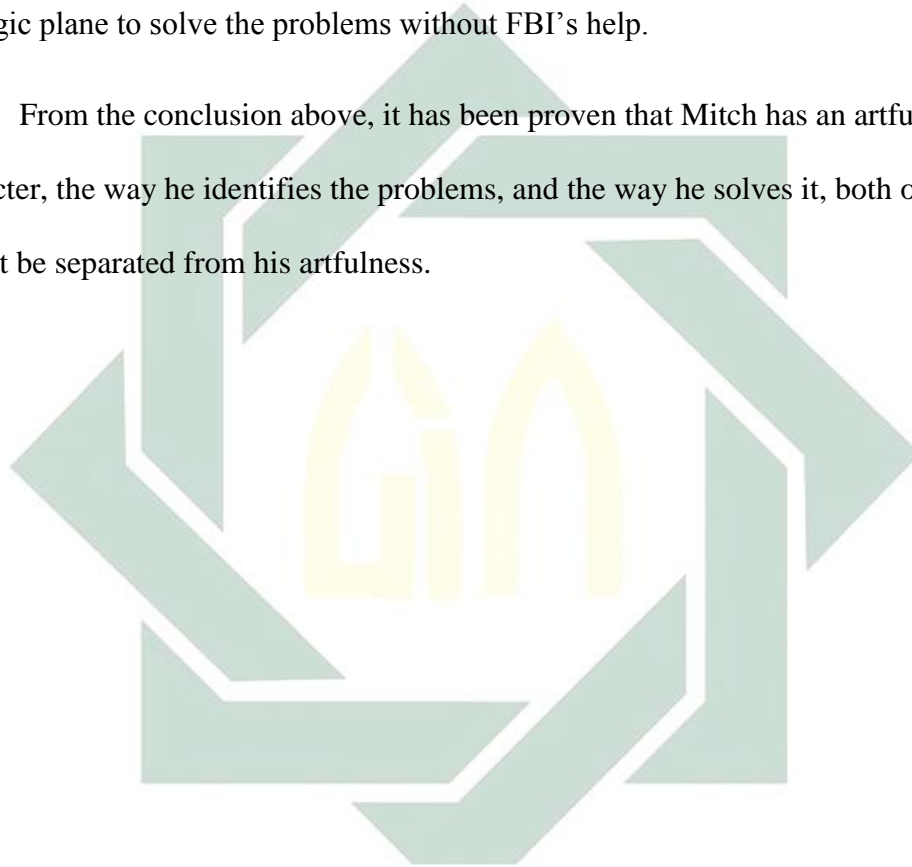 gic plane to solve the problems without FBI’s help.
From the conclusion above, it has been proven that Mitch has an artfu
cter, the way he identifies the problems, and the way he solves it, both o
t be separated from his artfulness.